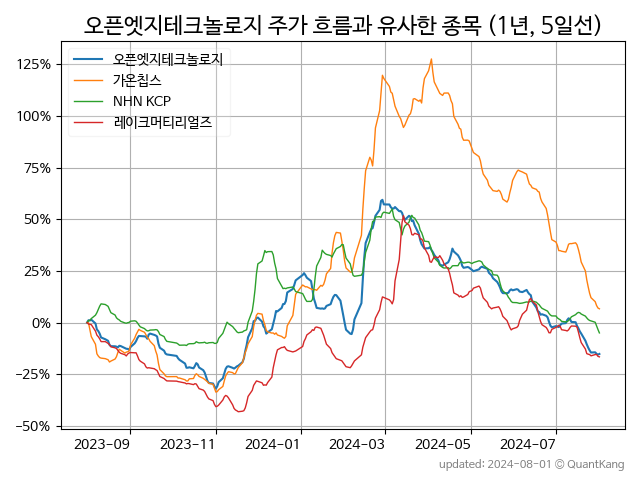 오픈엣지테크놀로지 주가 흐름과 유사한 종목 (1년, 5일선)
오픈엣지테크놀로지
가온칩스
NHN KCP
레이크머티리얼즈
125%
100%
75%
50%
25%
0%
−25%
−50%
2023-09 2023-11 2024-01 2024-03 2024-05 2024-07
updated: 2024-08-01 © QuantKang